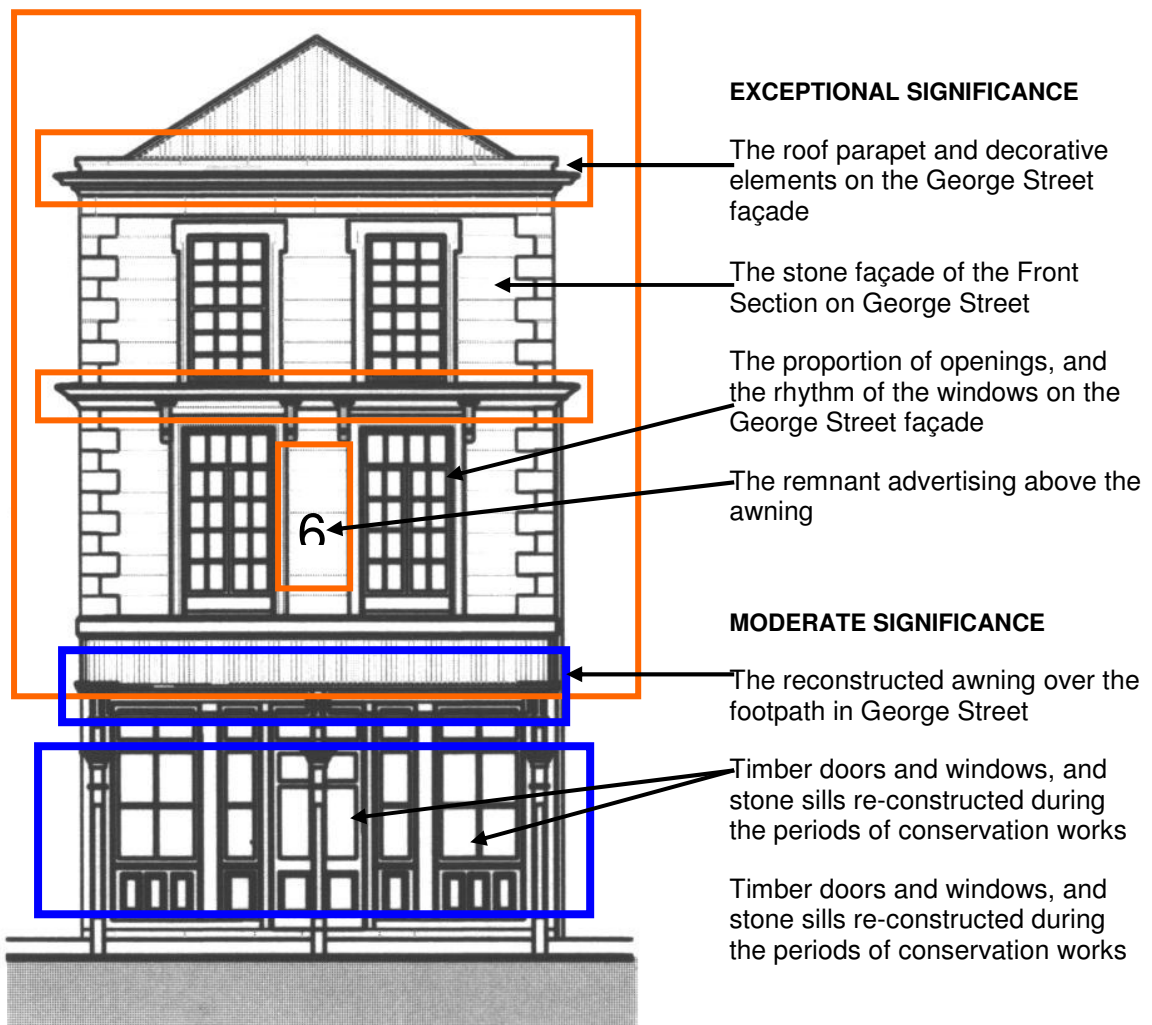 EXCEPTIONAL SIGNIFICANCE
The roof parapet and decorative
elements on the George Street
façade
The stone façade of the Front
Section on George Street
The proportion of openings, and
the rhythm of the windows on the
George Street façade
The remnant advertising above the
awning
6
MODERATE SIGNIFICANCE
The reconstructed awning over the
footpath in George Street
Timber doors and windows, and
stone sills re-constructed during
the periods of conservation works
Timber doors and windows, and
stone sills re-constructed during
the periods of conservation works